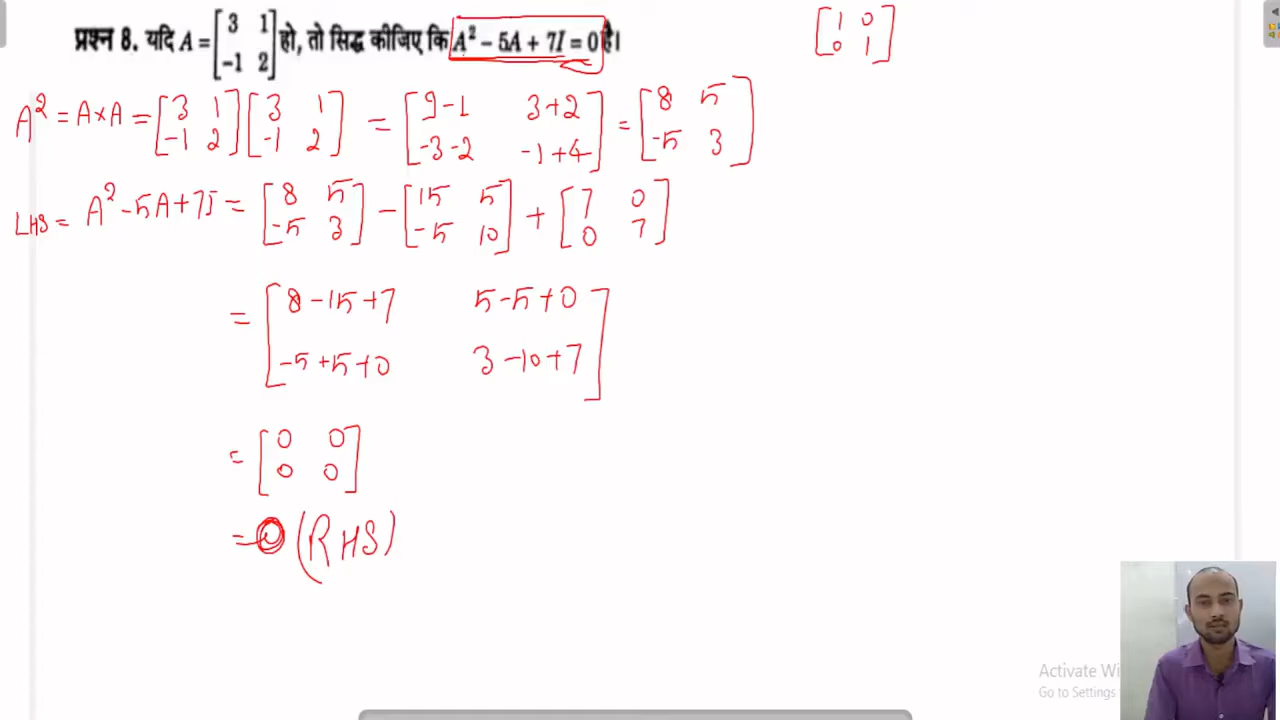 प्रश्न 8. यदि A = [3 1; -1 2] हो, तो सिद्ध कीजिए कि A² – 5A + 7I = 0 है।
[1 0; 0 1]
A² = A×A = [3 1; -1 2] [3 1; -1 2] = [9-1 3+2; -3-2 -1+4] = [8 5; -5 3]
LHS = A² -5A+7I = [8 5; -5 3] - [15 5; -5 10] + [7 0; 0 7]
= [8-15+7 5-5+0; -5+5+0 3-10+7]
= [0 0; 0 0]
= 0 (RHS)
Activate Wi
Go to Settings